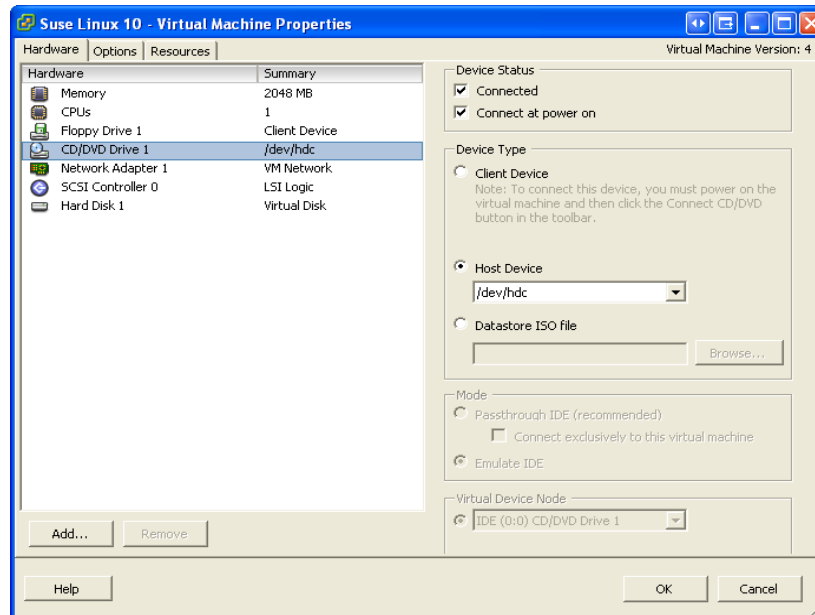 Suse Linux 10 - Virtual Machine Properties
Hardware Options Resources Virtual Machine Version: 4
Hardware Summary
Memory 2048 MB
CPUs 1
Floppy Drive 1 Client Device
CD/DVD Drive 1 /dev/hdc
Network Adapter 1 VM Network
SCSI Controller 0 LSI Logic
Hard Disk 1 Virtual Disk
Add... Remove
Device Status
Connected
Connect at power on
Device Type
Client Device
Note: To connect this device, you must power on the
virtual machine and then click the Connect CD/DVD
button in the toolbar.
Host Device
/dev/hdc
Datastore ISO file
Browse...
Mode
Passthrough IDE (recommended)
Connect exclusively to this virtual machine
Emulate IDE
Virtual Device Node
IDE (0:0) CD/DVD Drive 1
Help OK Cancel